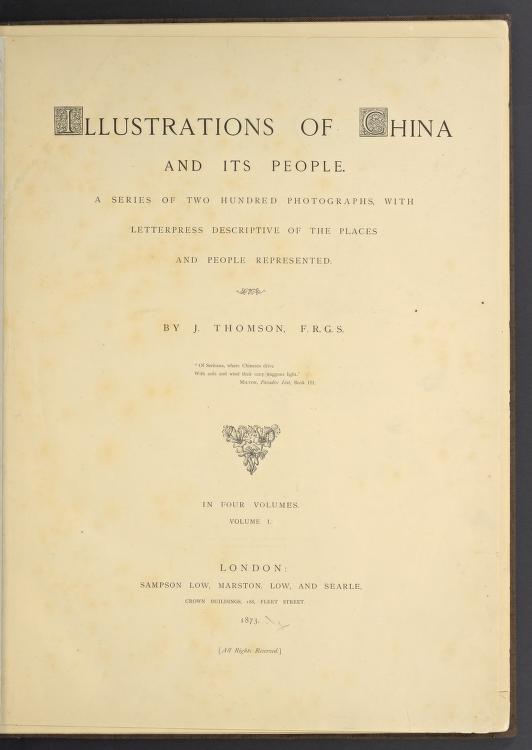 ILLUSTRATIONS OF CHINA
AND ITS PEOPLE.
A SERIES OF TWO HUNDRED PHOTOGRAPHS, WITH
LETTERPRESS DESCRIPTIVE OF THE PLACES
AND PEOPLE REPRESENTED.
BY J. THOMSON, F.R.G.S.
" Of Sericana, where Chineses drive
With sails and wind their cany waggons light."
MILTON, Paradise Lost, Book III.
IN FOUR VOLUMES.
VOLUME I.
LONDON:
SAMPSON LOW, MARSTON, LOW, AND SEARLE,
CROWN BUILDINGS, 188, FLEET STREET.
1873.
[All Rights Reserved.]